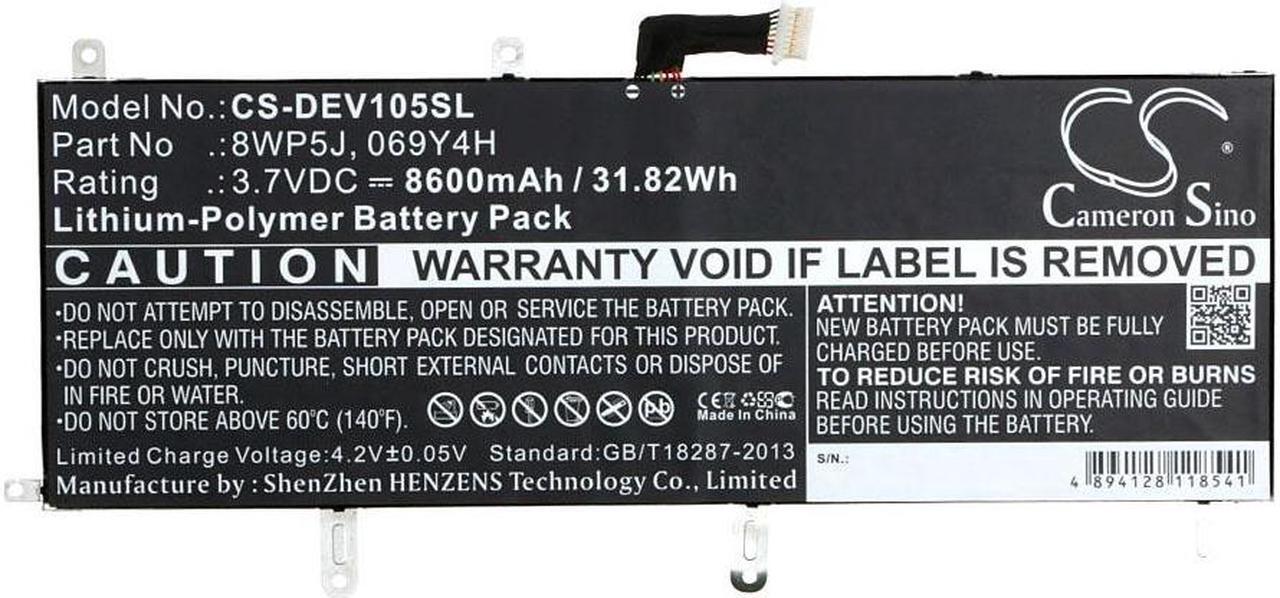 Model No.:CS-DEV105SL
Part No .:8WP5J, 069Y4H
Rating .:3.7VDC ⎓ 8600mAh / 31.82Wh
Lithium-Polymer Battery Pack
CS
®
Cameron Sino
CAUTION WARRANTY VOID IF LABEL IS REMOVED
•DO NOT ATTEMPT TO DISASSEMBLE, OPEN OR SERVICE THE BATTERY PACK.
•REPLACE ONLY WITH THE BATTERY PACK DESIGNATED FOR THIS PRODUCT.
•DO NOT CRUSH, PUNCTURE, SHORT EXTERNAL CONTACTS OR DISPOSE OF
IN FIRE OR WATER.
•DO NOT STORE ABOVE 60°C (140°F).
Pb
CE
Made In China
Limited Charge Voltage:4.2V±0.05V Standard:GB/T18287-2013
Manufacture by : ShenZhen HENZENS Technology Co., Limited
ATTENTION!
NEW BATTERY PACK MUST BE FULLY
CHARGED BEFORE USE.
TO REDUCE RISK OF FIRE OR BURNS
READ INSTRUCTIONS IN OPERATING GUIDE
BEFORE USING THE BATTERY.
S/N.:
4 894128 118541